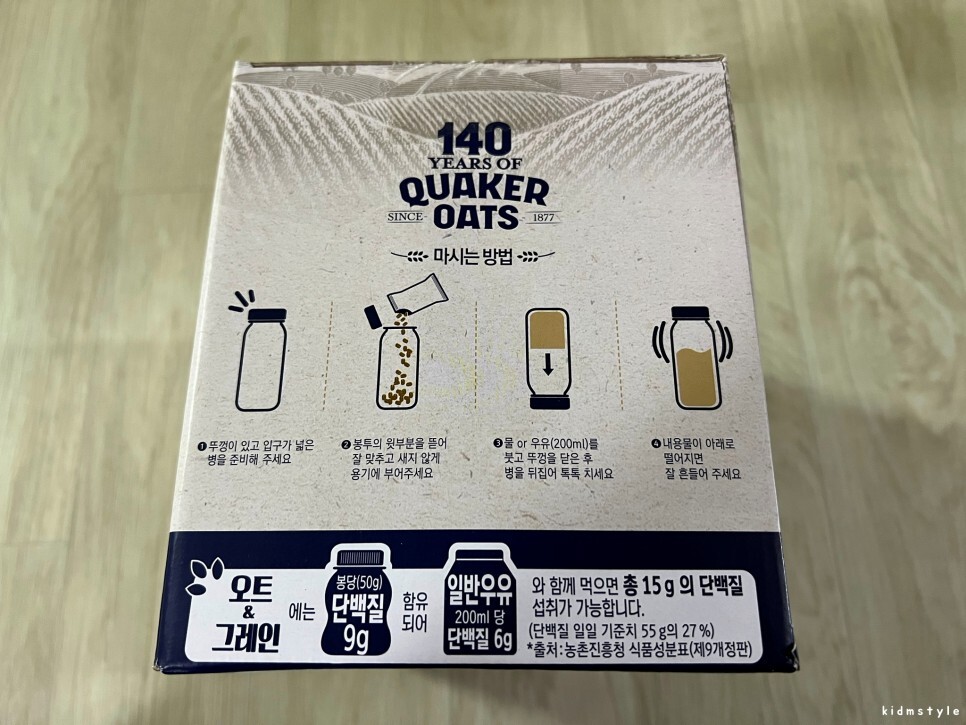 140
YEARS OF
QUAKER
SINCE OATS 1877
마시는 방법
❶ 뚜껑이 있고 입구가 넓은
병을 준비해 주세요
❷ 봉투의 윗부분을 뜯어
잘 맞추고 새지 않게
용기에 부어주세요
❸ 물 or 우유(200ml)를
붓고 뚜껑을 닫은 후
병을 뒤집어 톡톡 치세요
❹ 내용물이 아래로
떨어지면
잘 흔들어 주세요
오트
&
그레인
에는
봉당(50g)
단백질
9g
함유
되어
일반우유
200ml 당
단백질 6g
와 함께 먹으면 총 15g 의 단백질
섭취가 가능합니다.
(단백질 일일 기준치 55 g의 27 %)
*출처:농촌진흥청 식품성분표(제9개정판)
kidmstyle